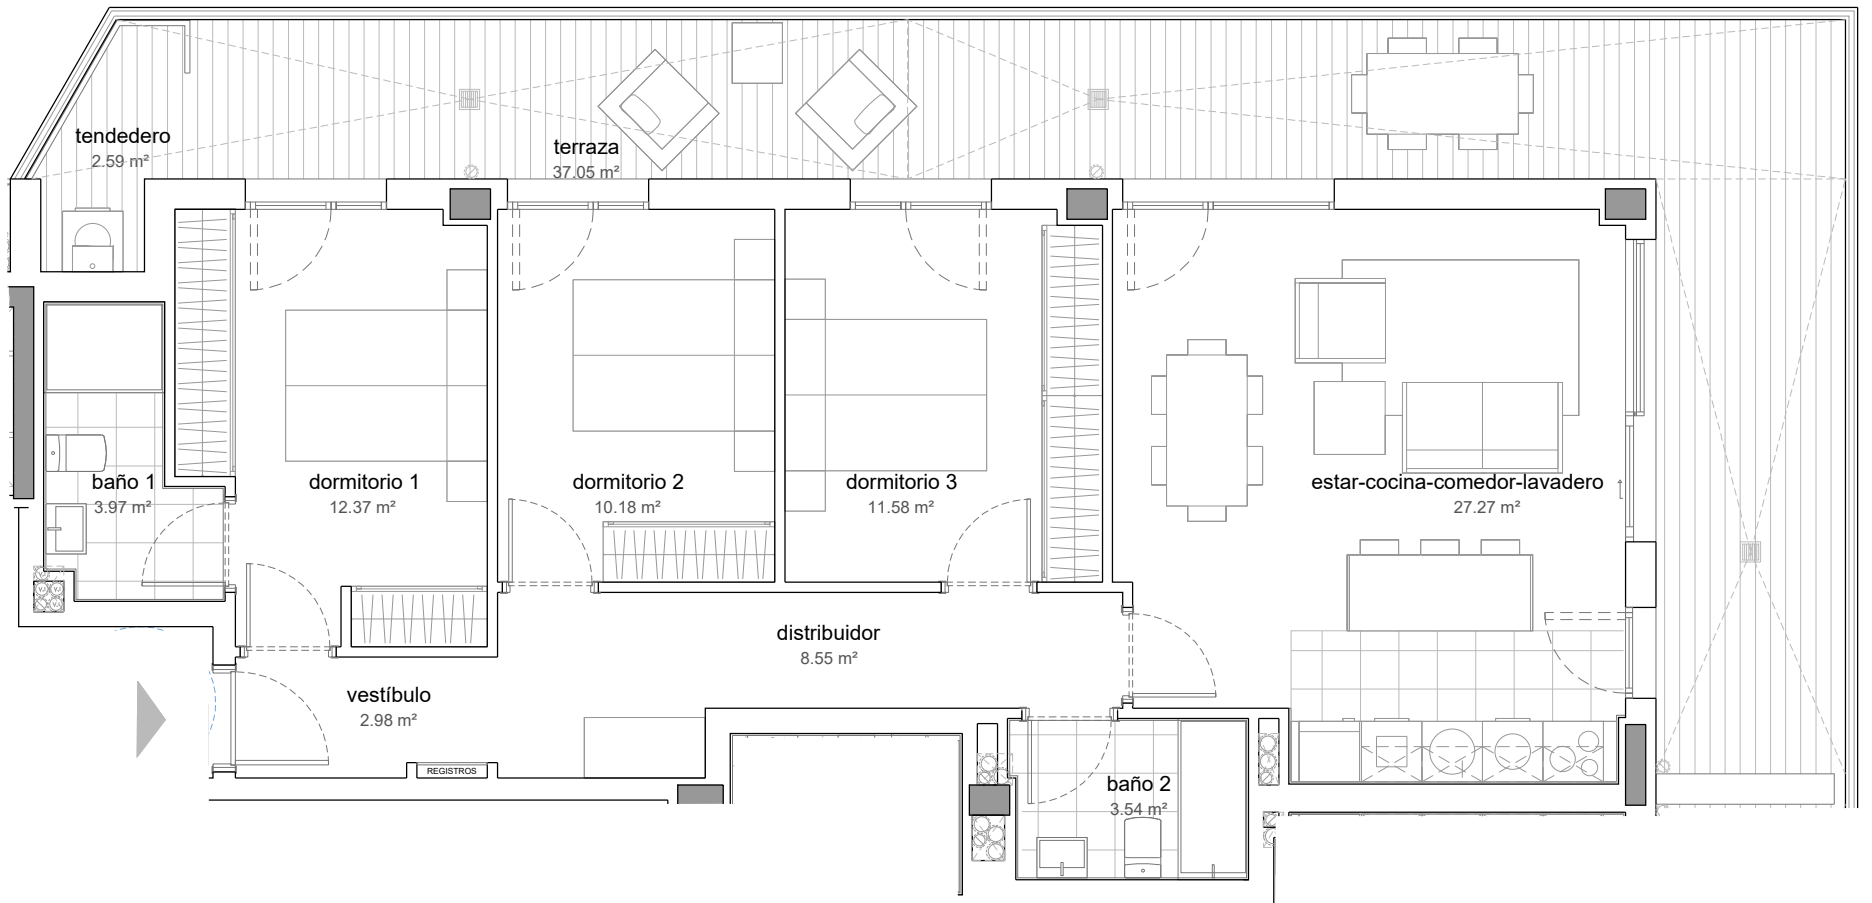 tendedero
2.59 m²
terraza
37.05 m²
baño 1
3.97 m²
dormitorio 1
12.37 m²
dormitorio 2
10.18 m²
dormitorio 3
11.58 m²
estar-cocina-comedor-lavadero
27.27 m²
distribuidor
8.55 m²
vestíbulo
2.98 m²
REGISTROS
baño 2
3.54 m²